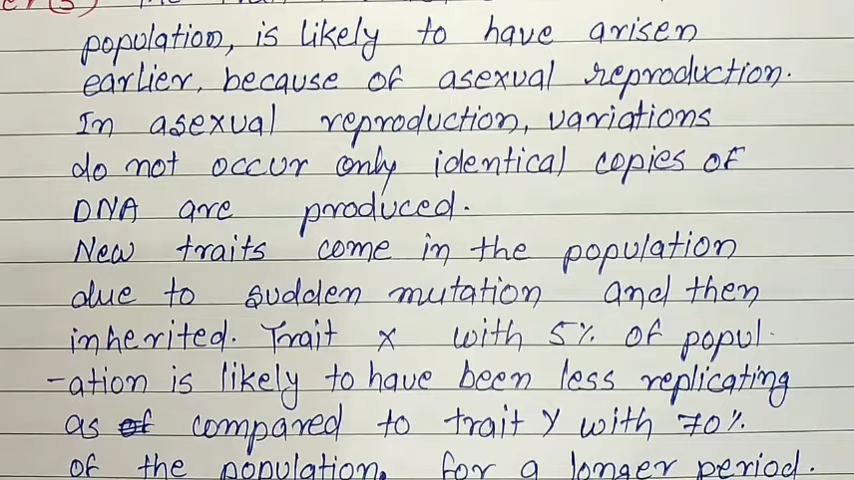 population, is likely to have arisen
earlier, because of asexual reproduction.
In asexual reproduction, variations
do not occur only identical copies of
DNA are produced.
New traits come in the population
due to sudden mutation and then
inherited. Trait x with 5% of popul-
-ation is likely to have been less replicating
as of compared to trait y with 70%
of the population. for a longer period.